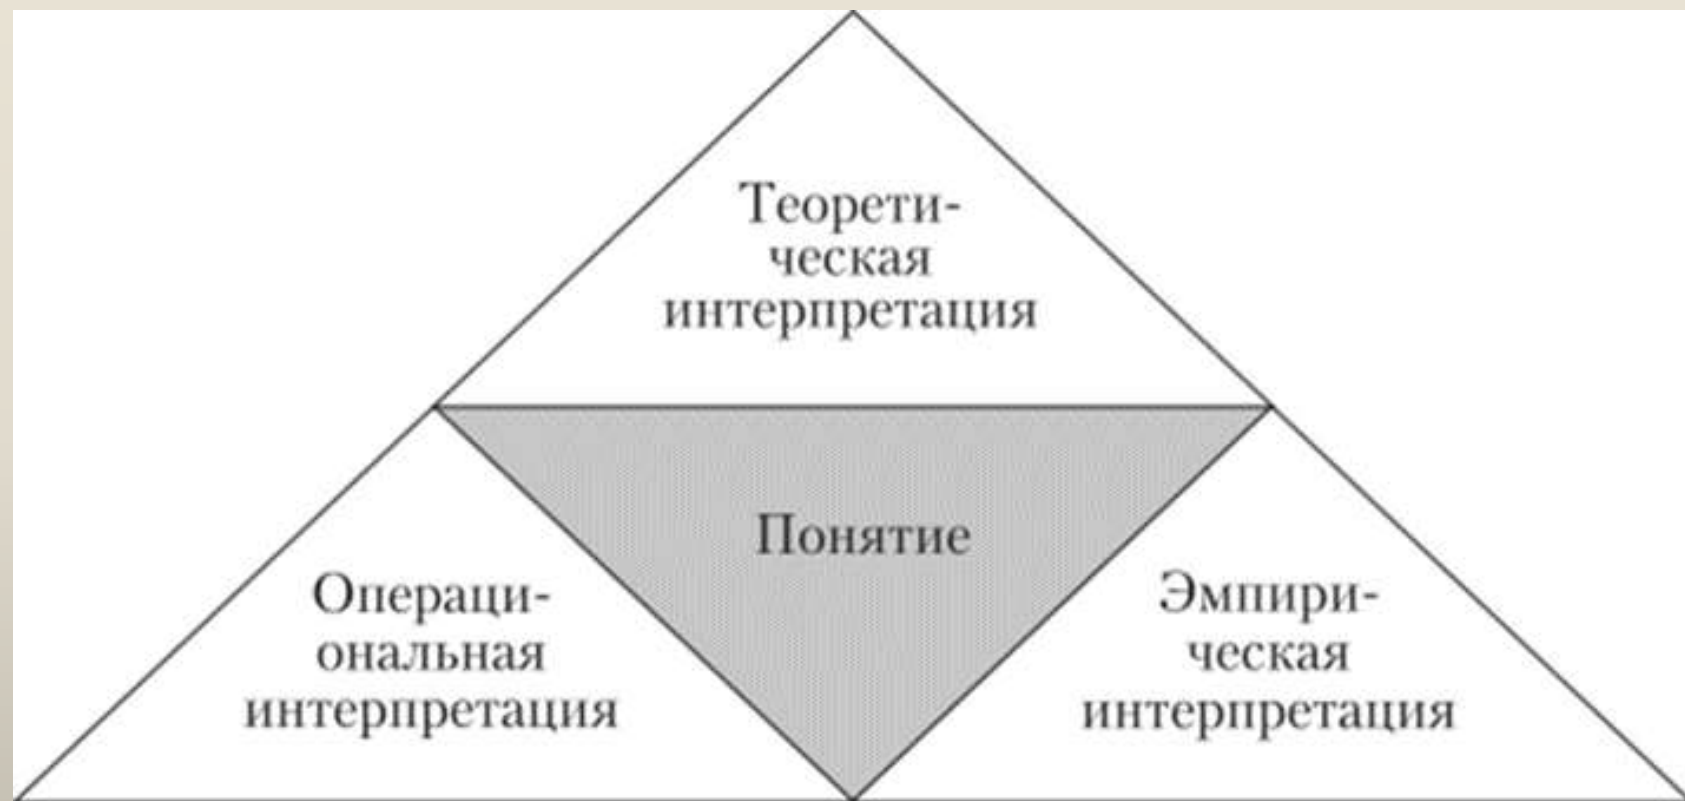 Теорети-
ческая
интерпретация
Понятие
Операци-
ональная
интерпретация
Эмпири-
ческая
интерпретация